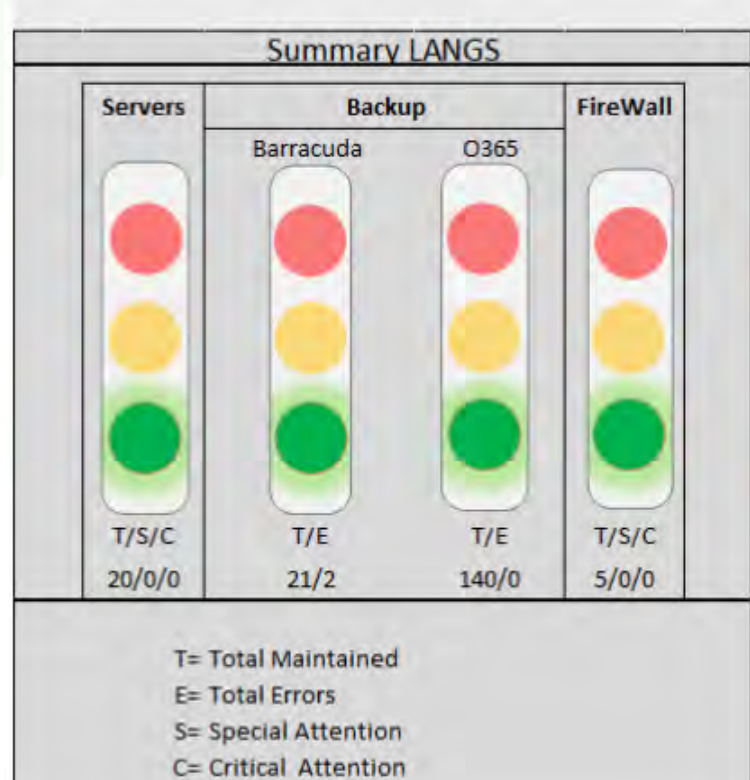 Summary LANGS
Servers Backup FireWall
Barracuda O365
T/S/C T/E T/E T/S/C
20/0/0 21/2 140/0 5/0/0
T= Total Maintained
E= Total Errors
S= Special Attention
C= Critical Attention